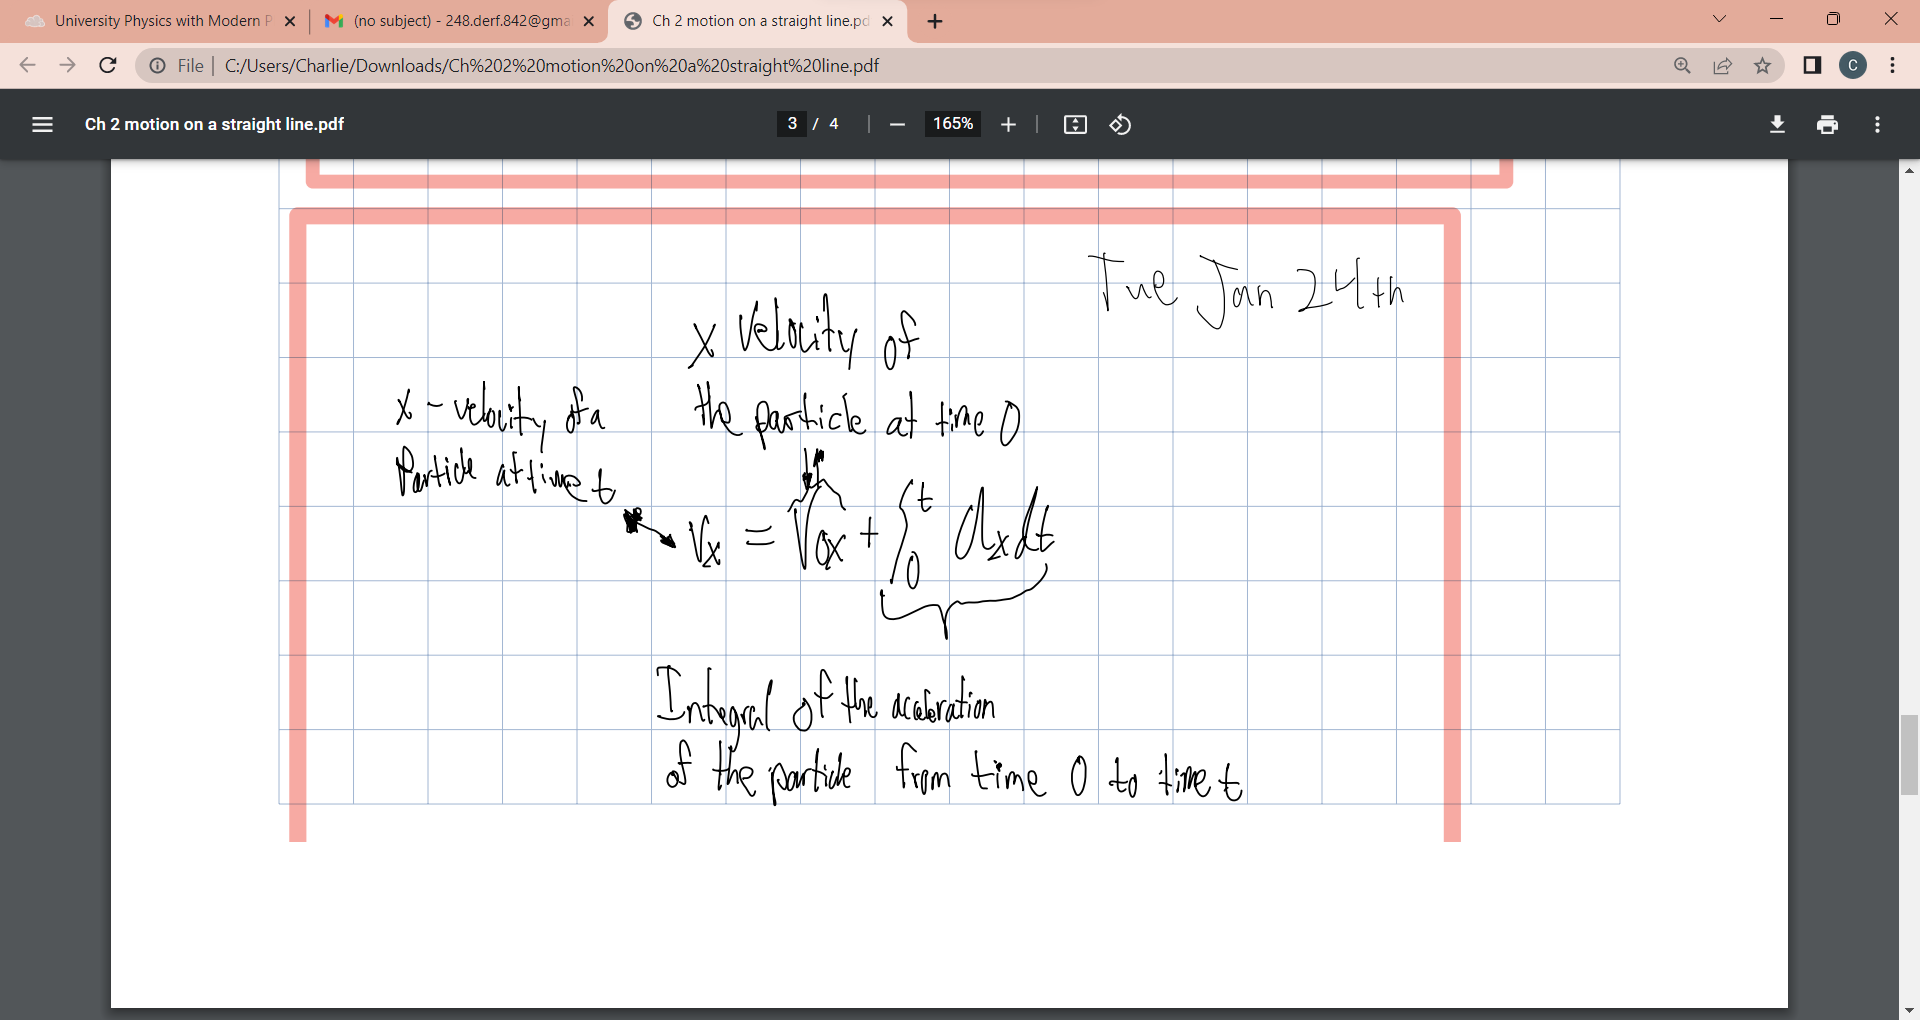 University Physics with Modern P
(no subject) - 248.derf.842@gma
Ch 2 motion on a straight line.pd
File
C:/Users/Charlie/Downloads/Ch%202%20motion%20on%20a%20straight%20line.pdf
C
Ch 2 motion on a straight line.pdf
3 / 4
165%
Tue Jan 24th
x velocity of
the particle at time 0
x - velocity of a
Particle at time t
Vx = Vox + ∫₀ᵗ axdt
Integral of the acceleration
of the particle from time 0 to time t